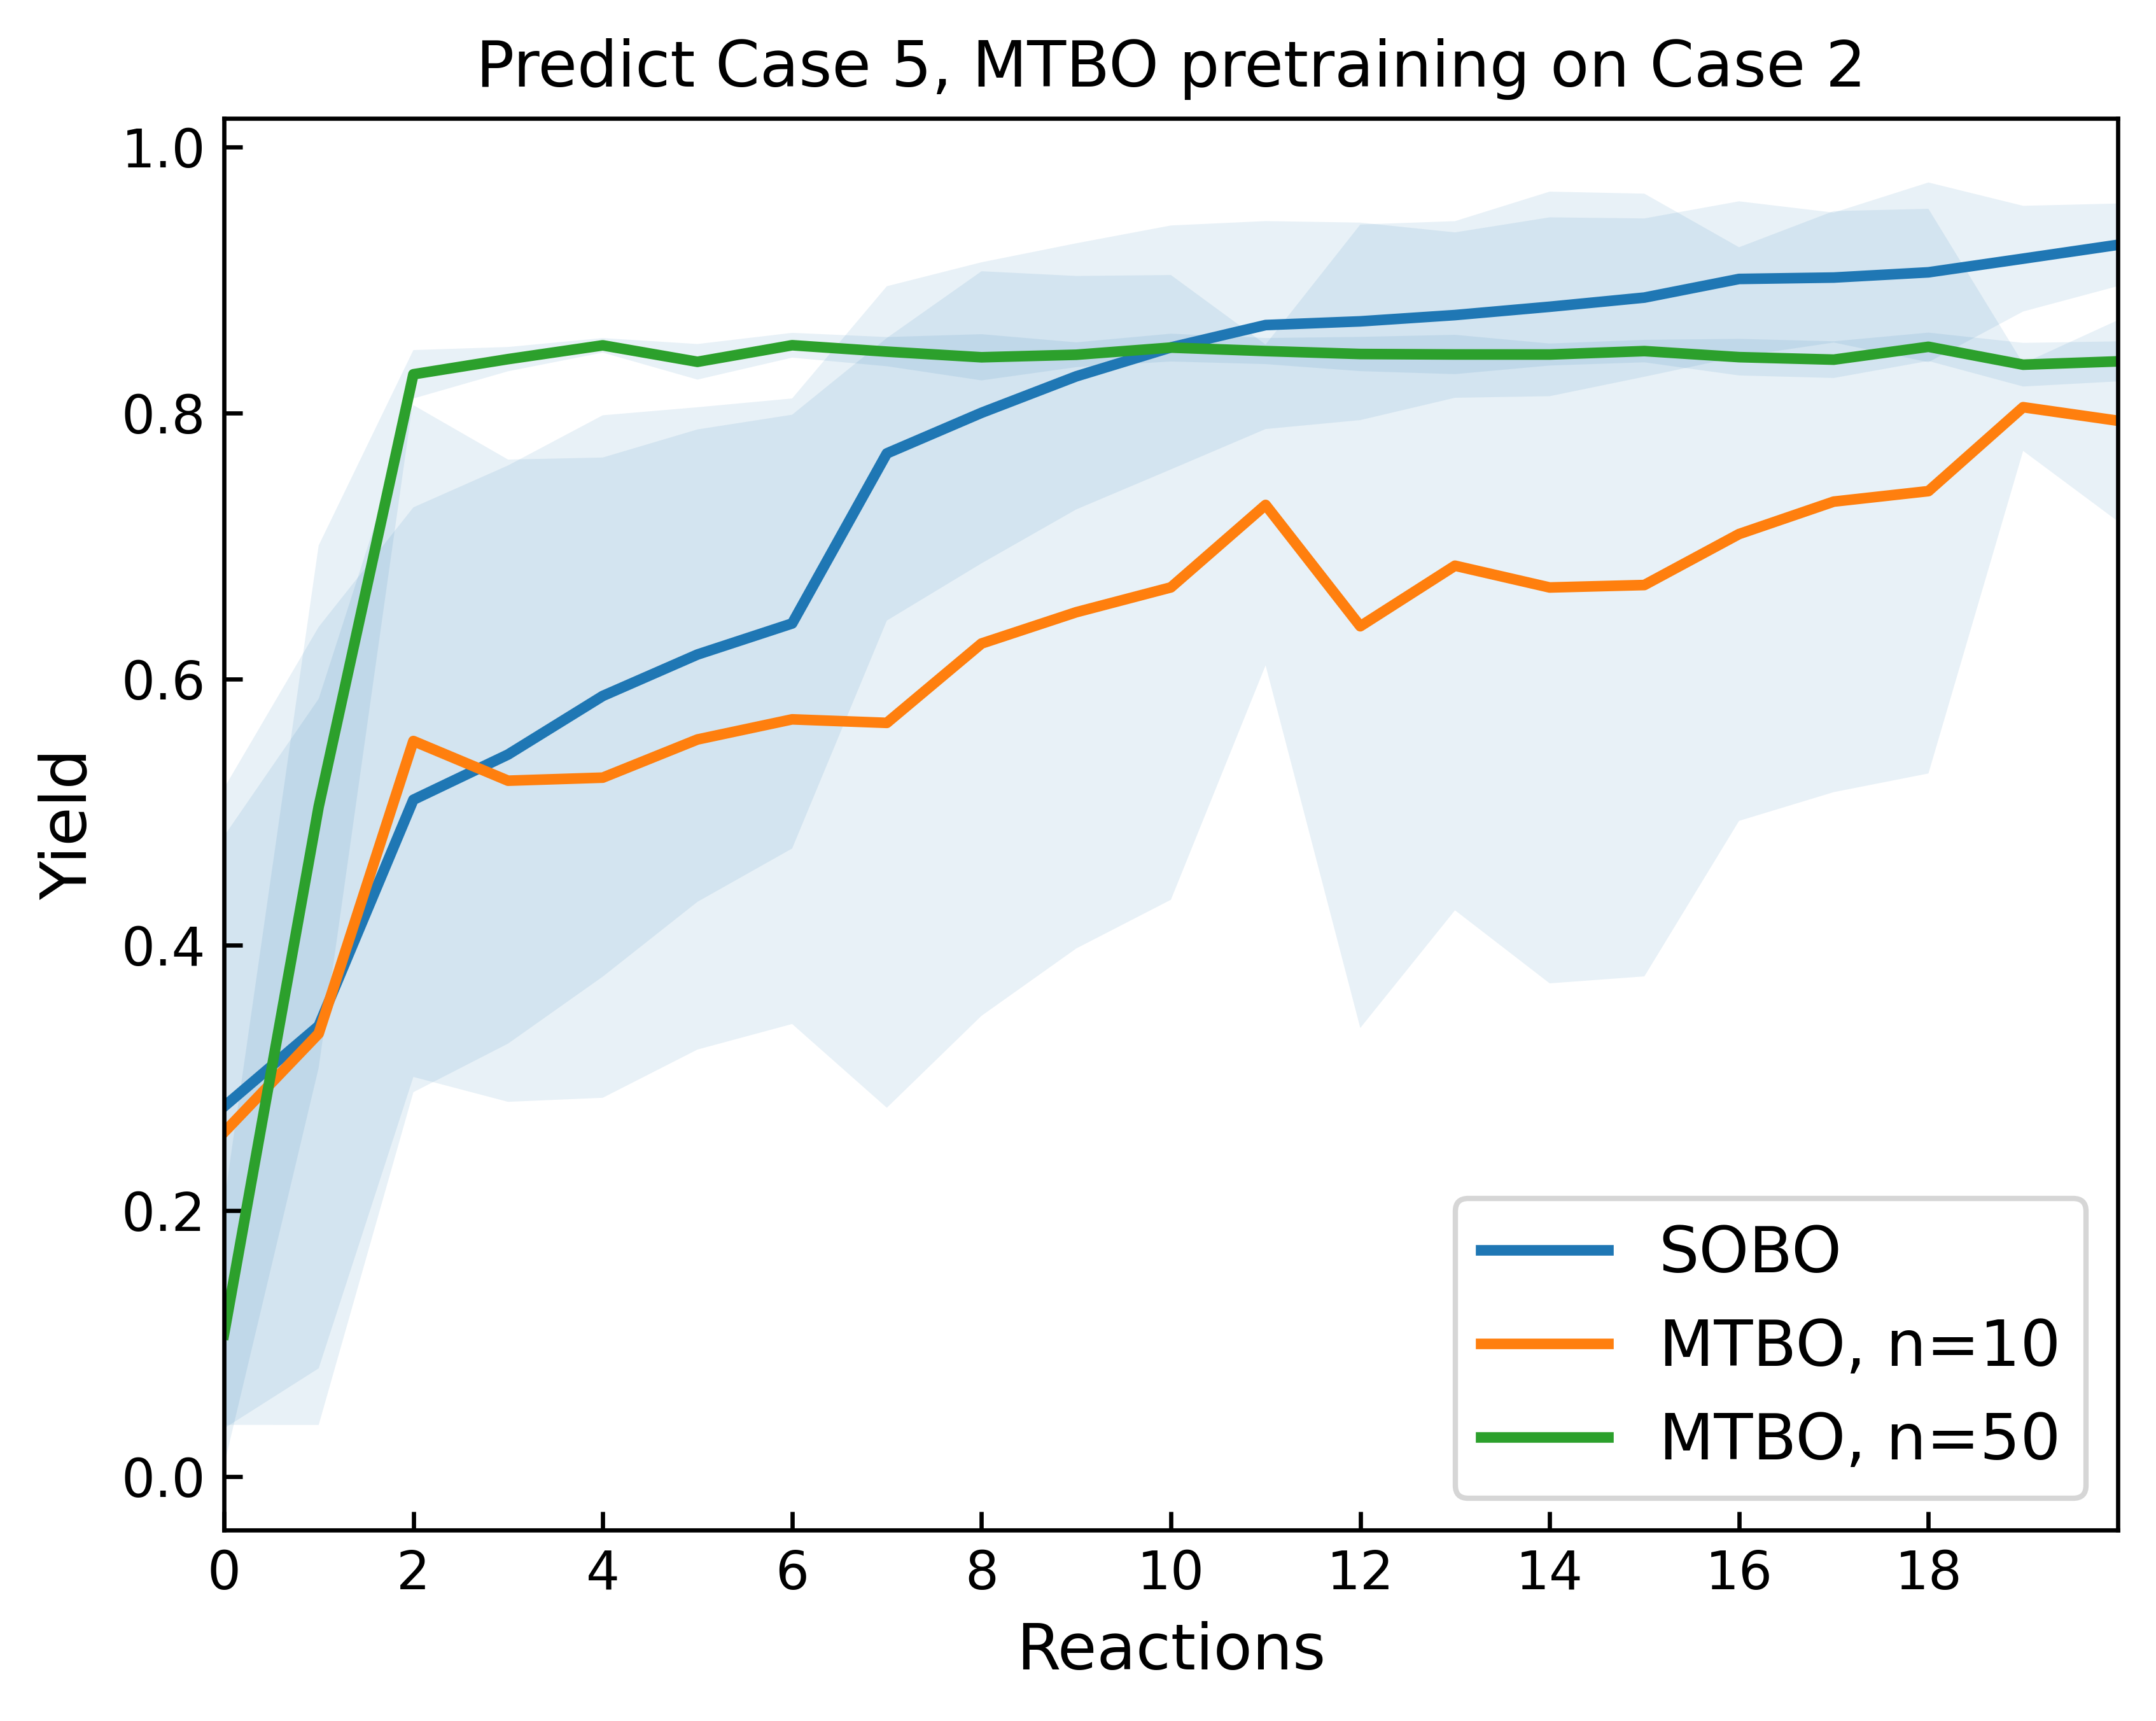 Predict Case 5, MTBO pretraining on Case 2
1.0
0.8
0.6
0.4
0.2
0.0
Yield
0 2 4 6 8 10 12 14 16 18
Reactions
SOBO
MTBO, n=10
MTBO, n=50